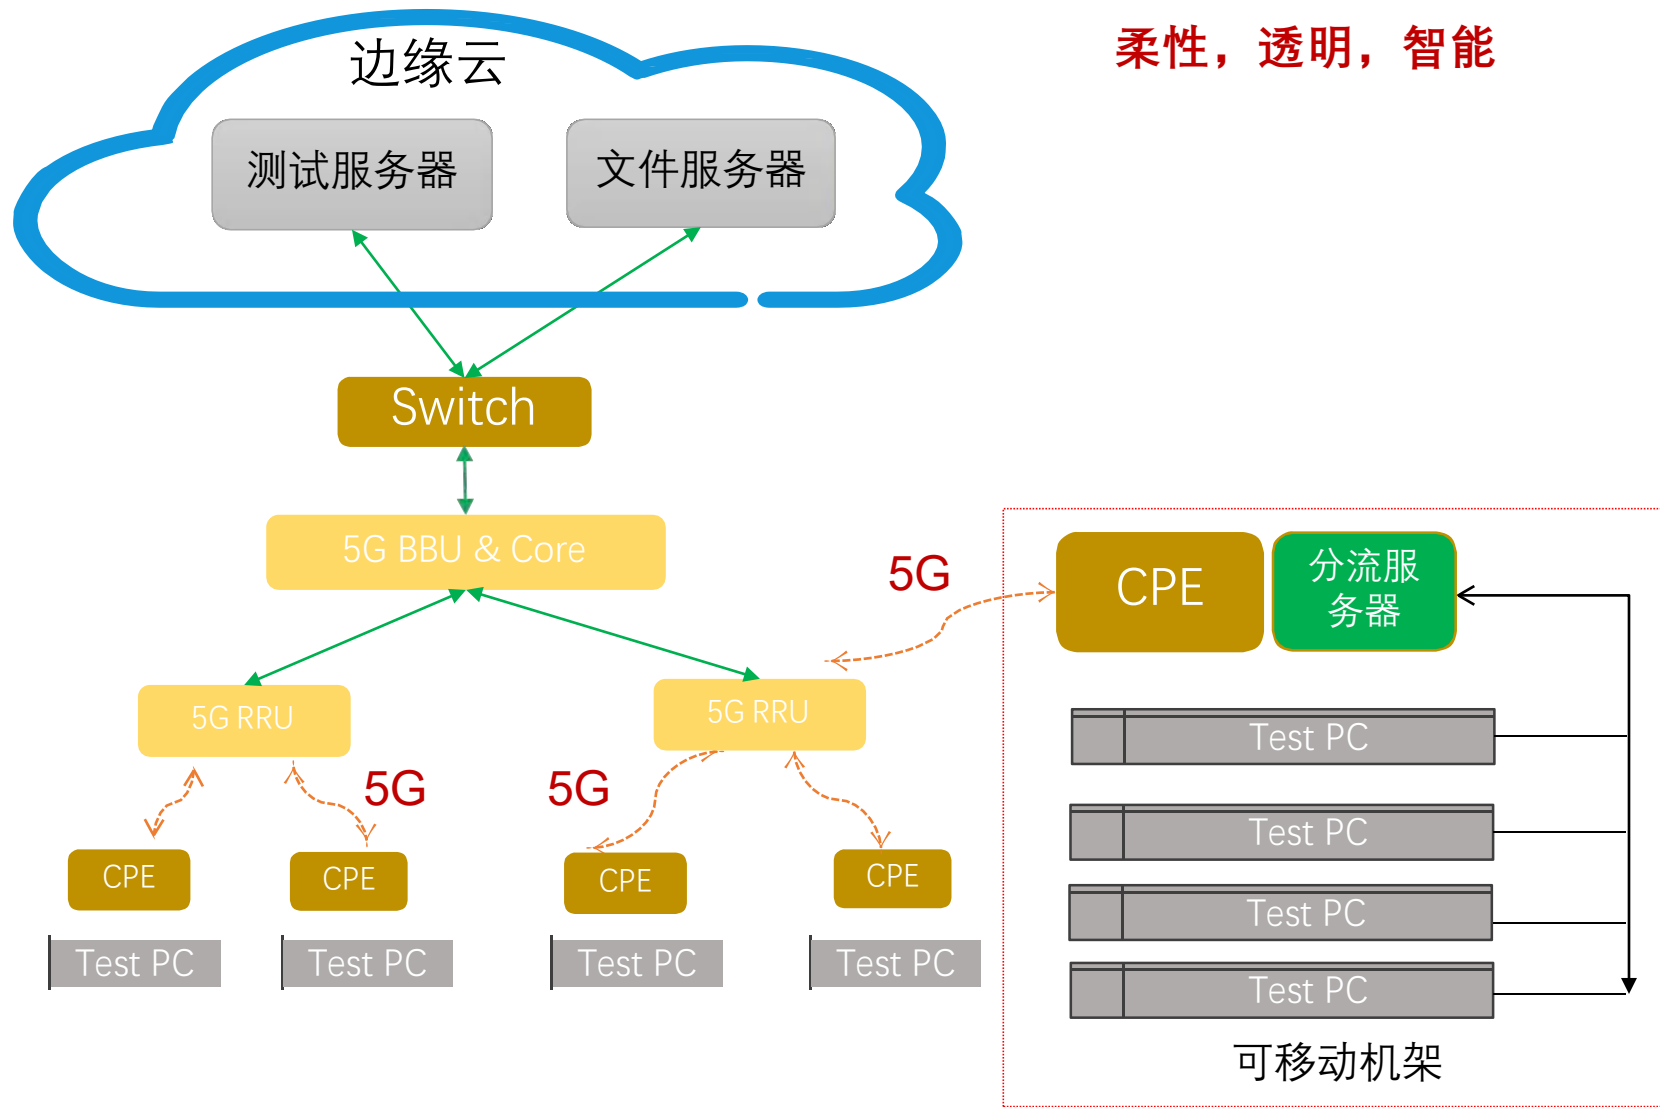 边缘云
柔性，透明，智能
测试服务器
文件服务器
Switch
5G BBU & Core
5G
CPE
分流服
务器
5G RRU
5G RRU
Test PC
5G
5G
Test PC
CPE
CPE
CPE
CPE
Test PC
Test PC
Test PC
Test PC
Test PC
Test PC
可移动机架